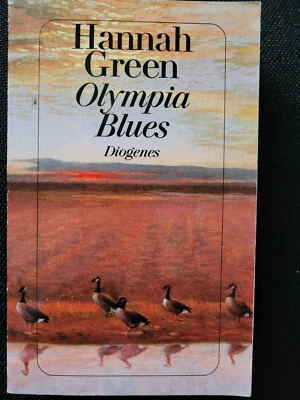 Hannah
Green
Olympia
Blues
Diogenes